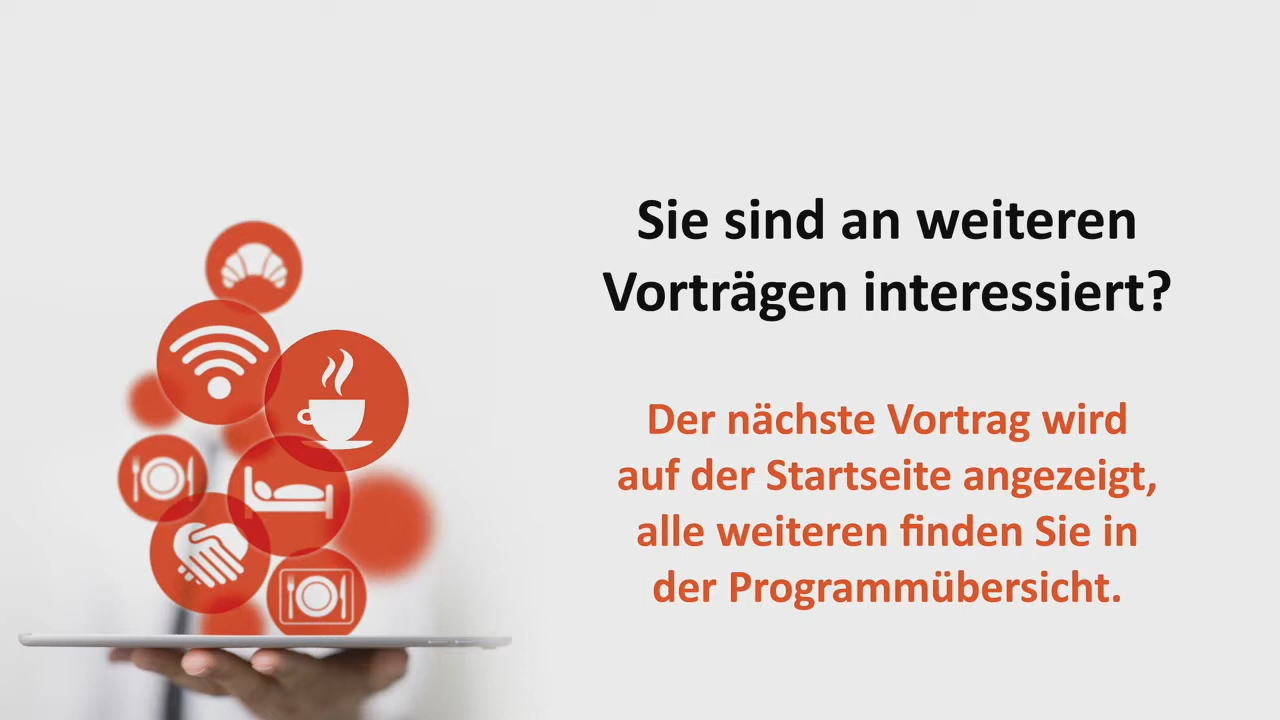 Sie sind an weiteren
Vorträgen interessiert?
Der nächste Vortrag wird
auf der Startseite angezeigt,
alle weiteren finden Sie in
der Programmübersicht.